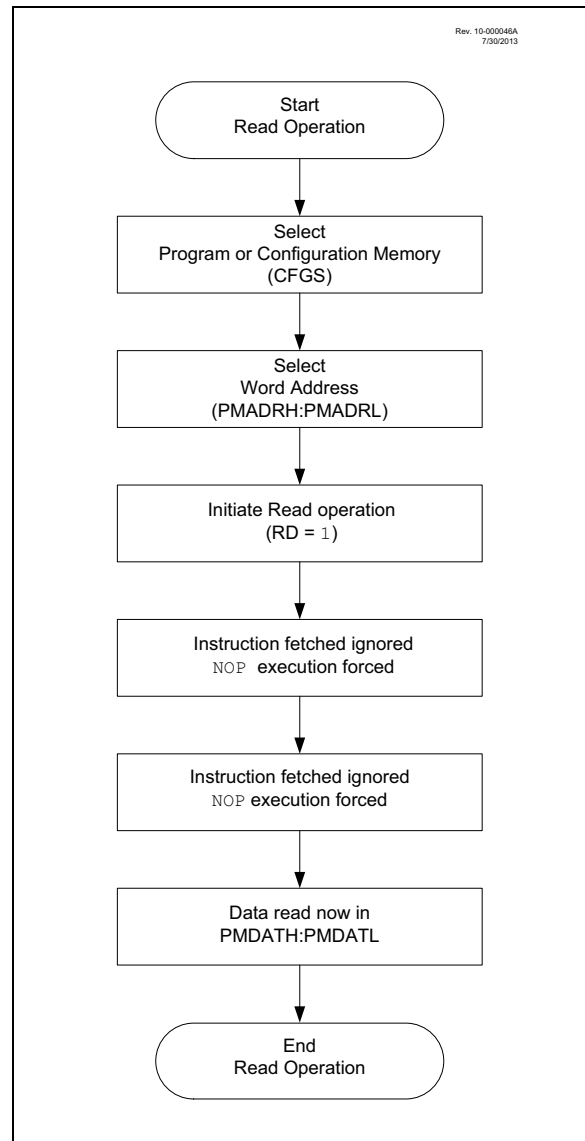 Rev. 10-000046A
7/30/2013
Start
Read Operation
Select
Program or Configuration Memory
(CFGS)
Select
Word Address
(PMADRH:PMADRL)
Initiate Read operation
(RD = 1)
Instruction fetched ignored
NOP execution forced
Instruction fetched ignored
NOP execution forced
Data read now in
PMDATH:PMDATL
End
Read Operation